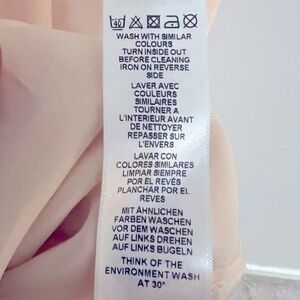 40
WASH WITH SIMILAR
COLOURS
TURN INSIDE OUT
BEFORE CLEANING
IRON ON REVERSE
SIDE
LAVER AVEC
COULEURS
SIMILAIRES
TOURNER A
L'INTERIEUR AVANT
DE NETTOYER
REPASSER SUR
L'ENVERS
LAVAR CON
COLORES SIMILARES
LIMPIAR SIEMPRE
POR EL REVÉS
PLANCHAR POR EL
REVES
MIT ÄHNLICHEN
FARBEN WASCHEN
VOR DEM WASCHEN
AUF LINKS DREHEN
AUF LINKS BUGELN
THINK OF THE
ENVIRONMENT WASH
AT 30°